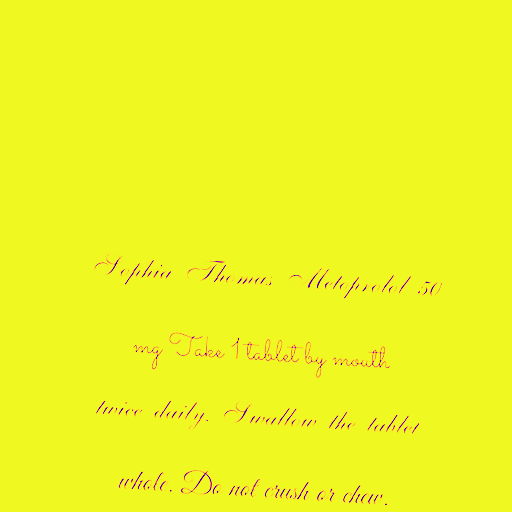 Sophia Thomas Metoprolol 50
mg Take 1 tablet by mouth
twice daily. Swallow the tablet
whole. Do not crush or chew.